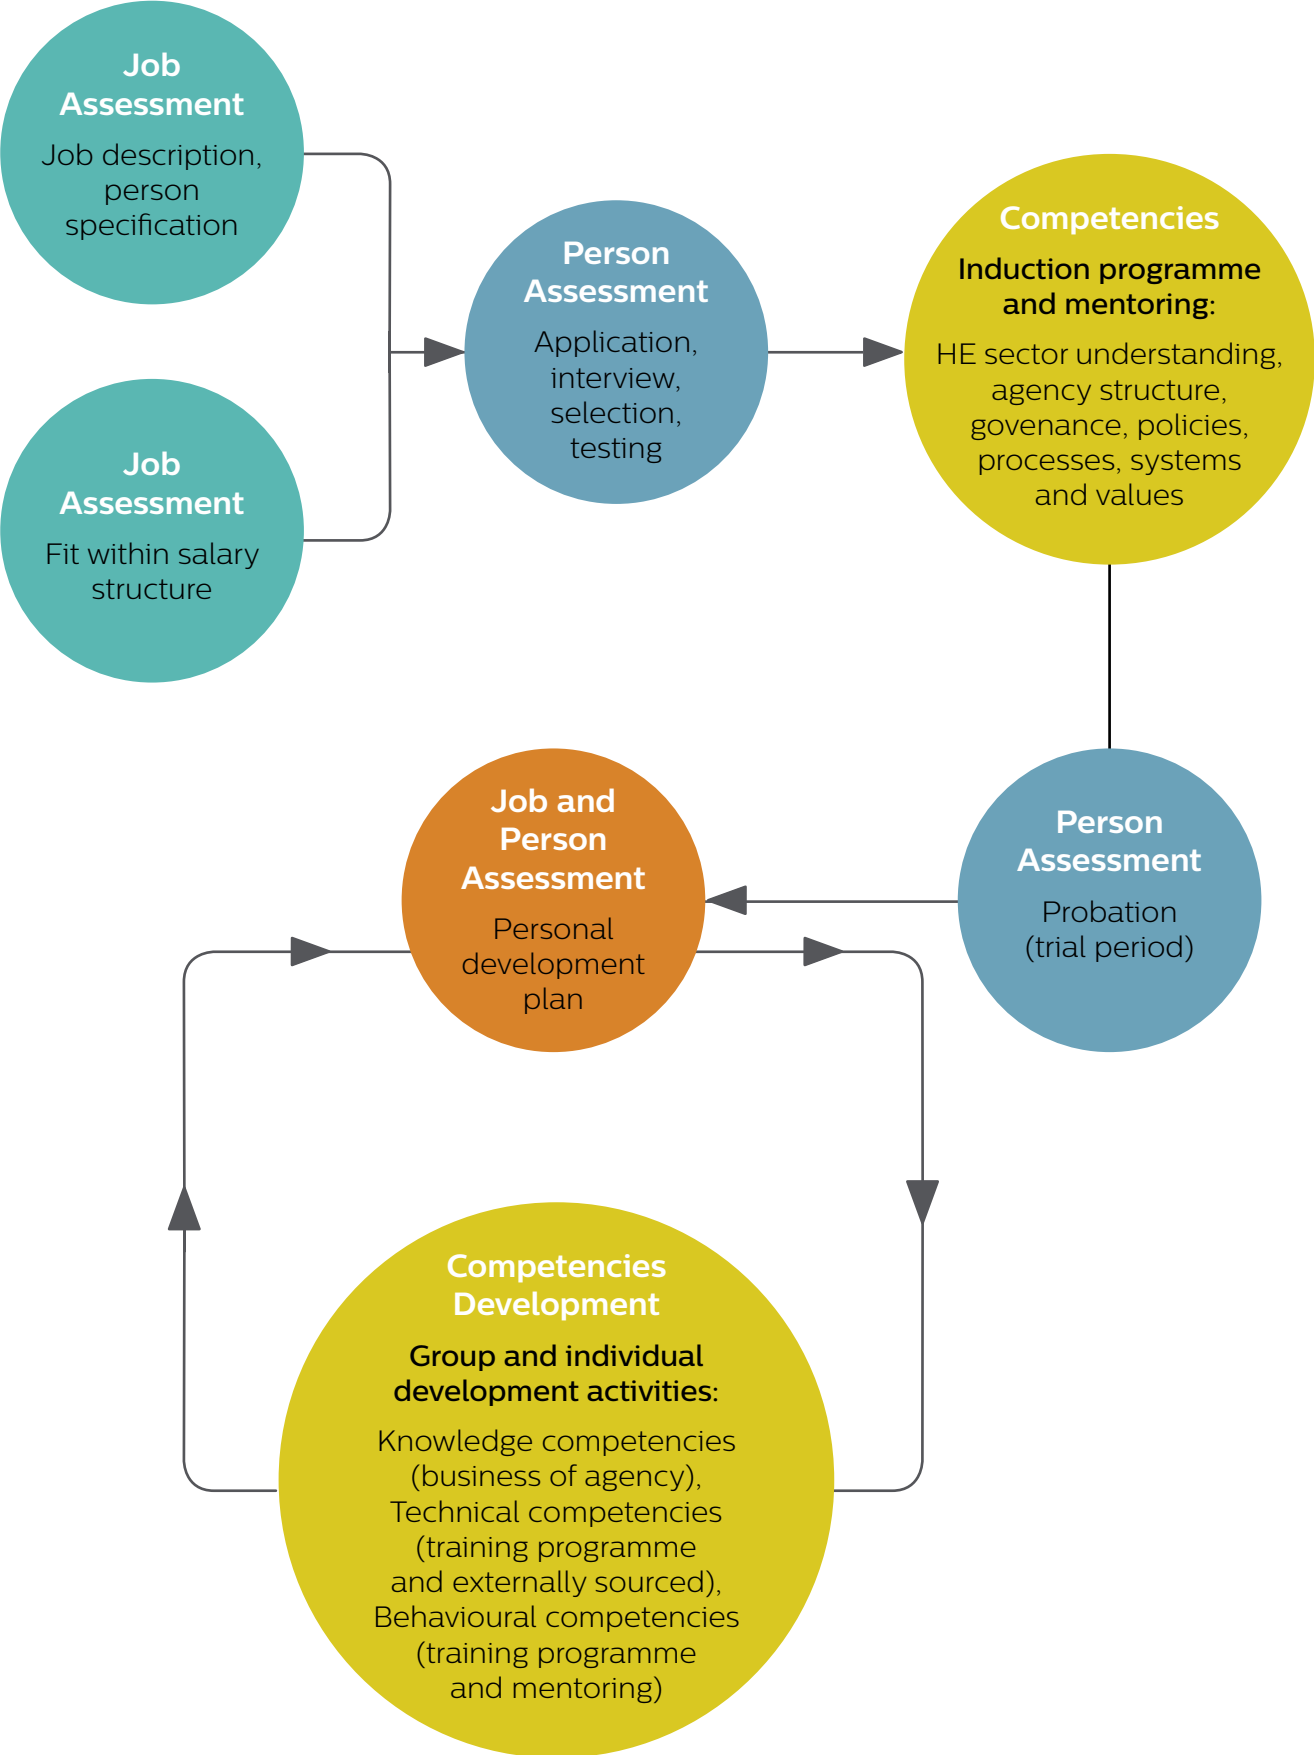 Job
Assessment
Job description,
person
specification
Job
Assessment
Fit within salary
structure
Person
Assessment
Application,
interview,
selection,
testing
Competencies
Induction programme
and mentoring:
HE sector understanding,
agency structure,
govenance, policies,
processes, systems
and values
Person
Assessment
Probation
(trial period)
Job and
Person
Assessment
Personal
development
plan
Competencies
Development
Group and individual
development activities:
Knowledge competencies
(business of agency),
Technical competencies
(training programme
and externally sourced),
Behavioural competencies
(training programme
and mentoring)